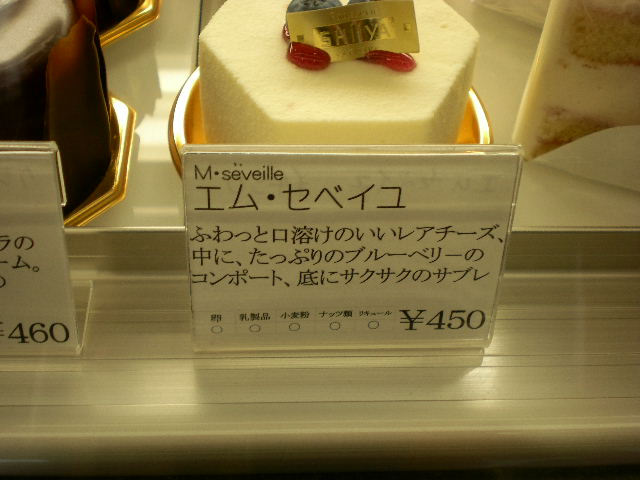 SAIYA
M・sëveille
エム・セベイユ
ふわっと口溶けのいいレアチーズ、
中に、たっぷりのブルーベリーの
コンポート、底にサクサクのサブレ
卵 乳製品 小麦粉 ナッツ類 リキュール
○ ○ ○ ○ ○ ¥450
ラの
ーム。
の
¥460